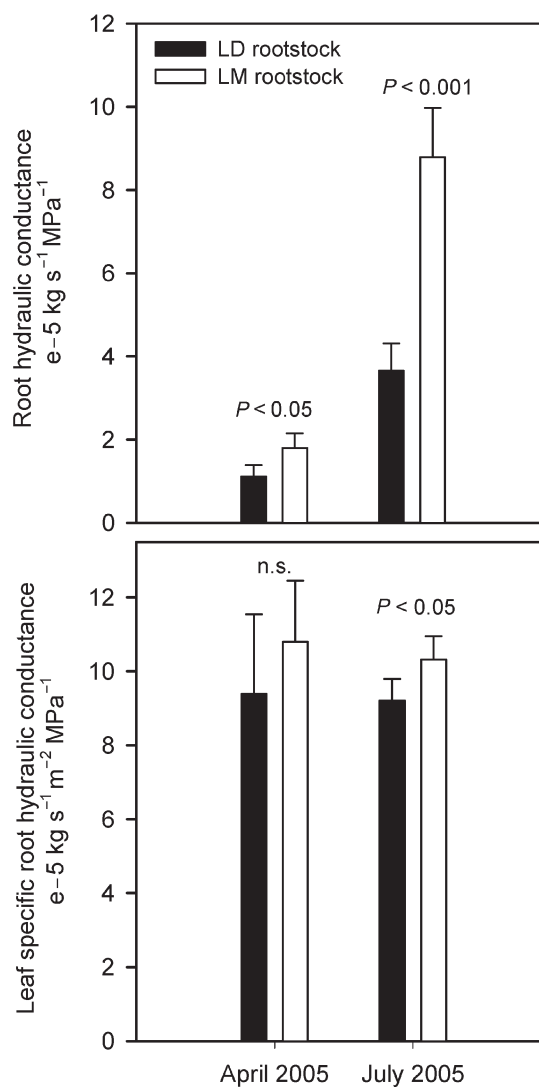 12
10
8
6
4
2
0
Root hydraulic conductance
e−5 kg s⁻¹ MPa⁻¹
LD rootstock
LM rootstock
P < 0.001
P < 0.05
12
10
8
6
4
2
0
Leaf specific root hydraulic conductance
e−5 kg s⁻¹ m⁻² MPa⁻¹
n.s.
P < 0.05
April 2005
July 2005